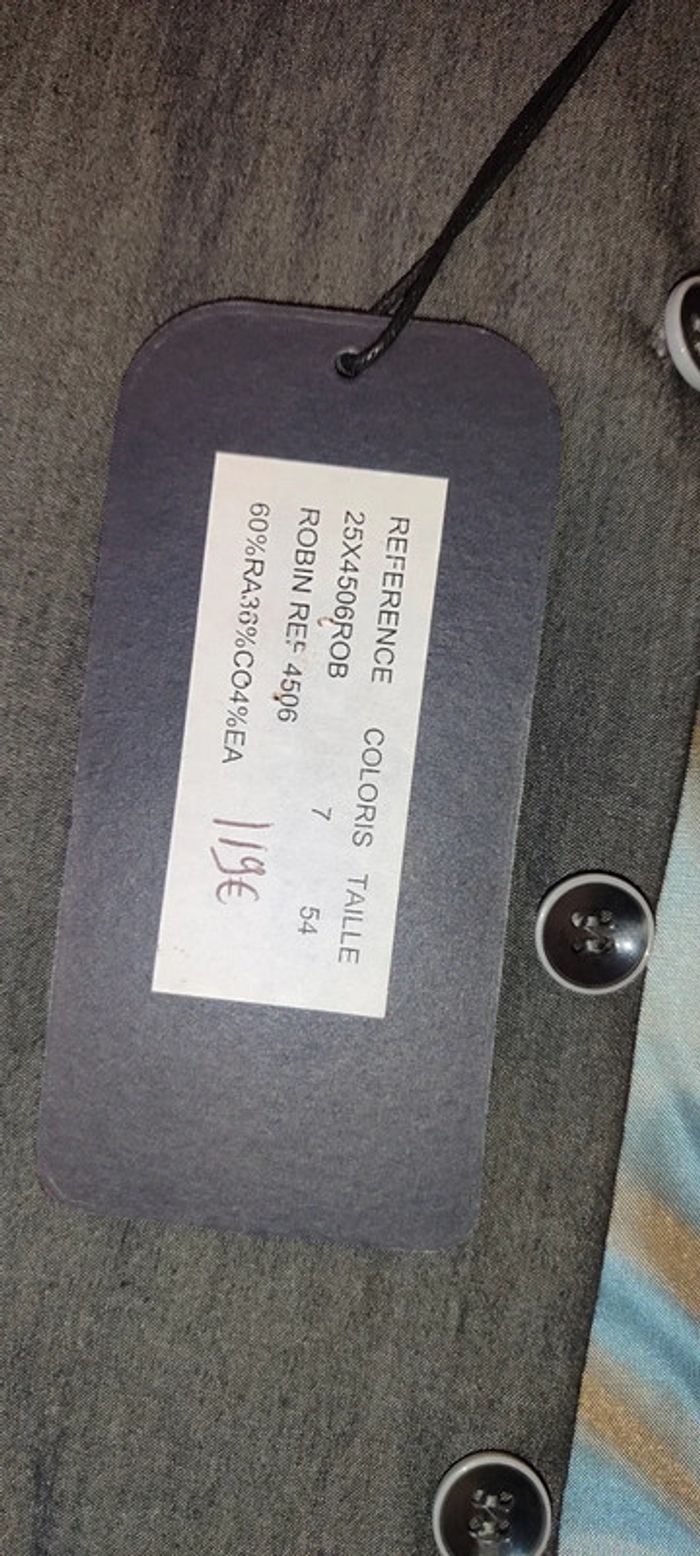 REFERENCE COLORIS TAILLE
25X4506ROB 7 54
ROBIN REF 4506
60%RA36%CO4%EA 119€